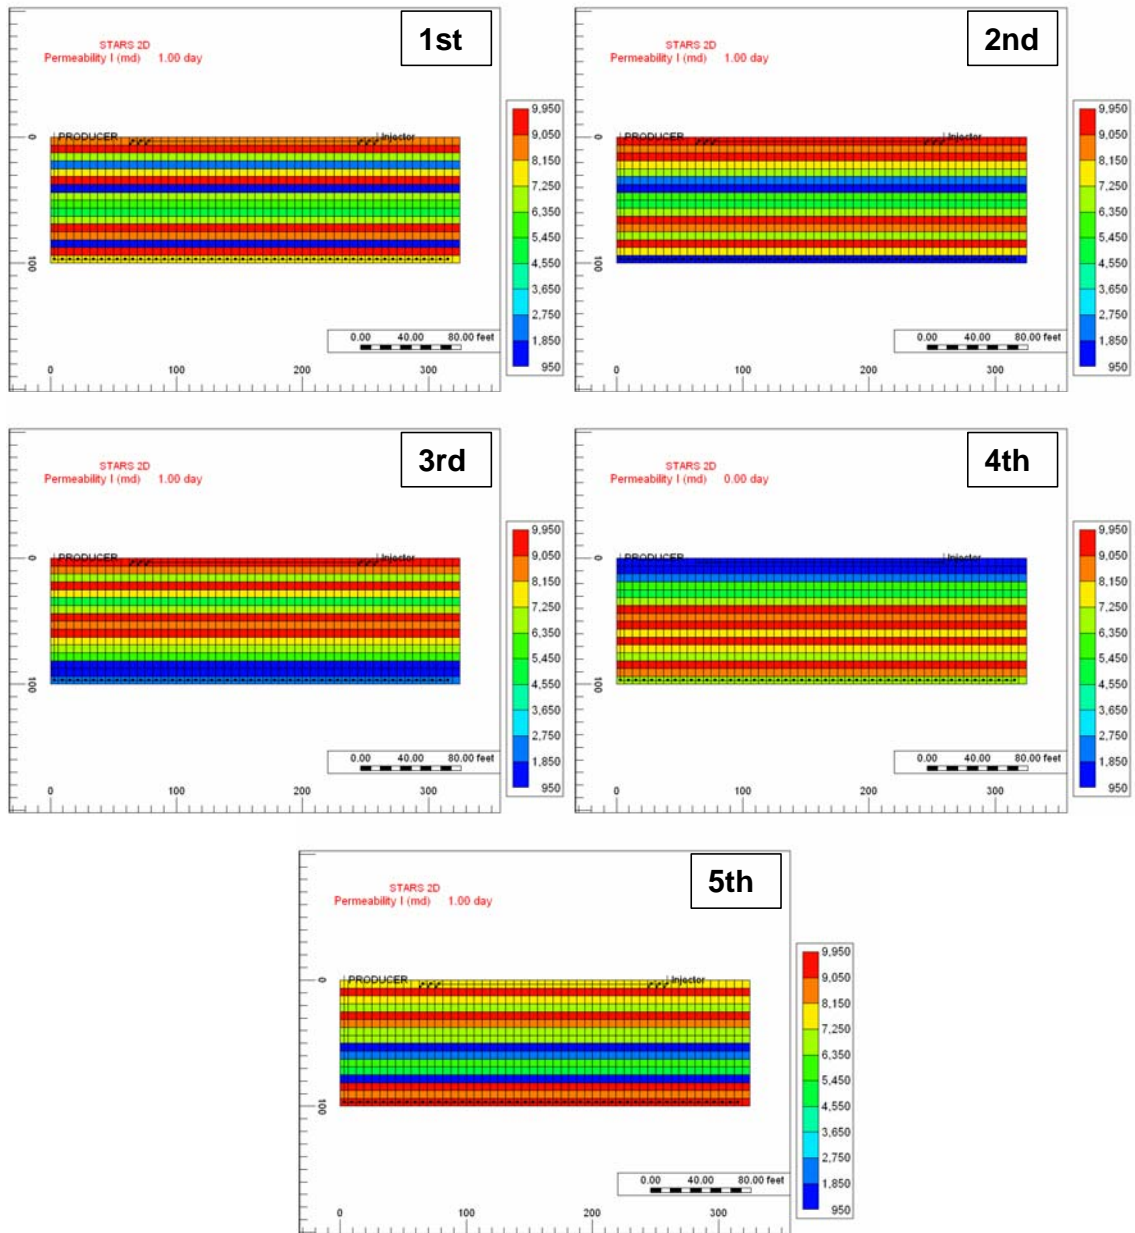 1st
STARS 2D
Permeability I (md) 1.00 day
PRODUCER Injector
0
100
9,950
9,050
8,150
7,250
6,350
5,450
4,550
3,650
2,750
1,850
950
0.00 40.00 80.00 feet
0 100 200 300
2nd
STARS 2D
Permeability I (md) 1.00 day
PRODUCER Injector
0
100
9,950
9,050
8,150
7,250
6,350
5,450
4,550
3,650
2,750
1,850
950
0.00 40.00 80.00 feet
0 100 200 300
3rd
STARS 2D
Permeability I (md) 1.00 day
PRODUCER Injector
0
100
9,950
9,050
8,150
7,250
6,350
5,450
4,550
3,650
2,750
1,850
950
0.00 40.00 80.00 feet
0 100 200 300
4th
STARS 2D
Permeability I (md) 0.00 day
PRODUCER Injector
0
100
9,950
9,050
8,150
7,250
6,350
5,450
4,550
3,650
2,750
1,850
950
0.00 40.00 80.00 feet
0 100 200 300
5th
STARS 2D
Permeability I (md) 1.00 day
PRODUCER Injector
0
100
9,950
9,050
8,150
7,250
6,350
5,450
4,550
3,650
2,750
1,850
950
0.00 40.00 80.00 feet
0 100 200 300